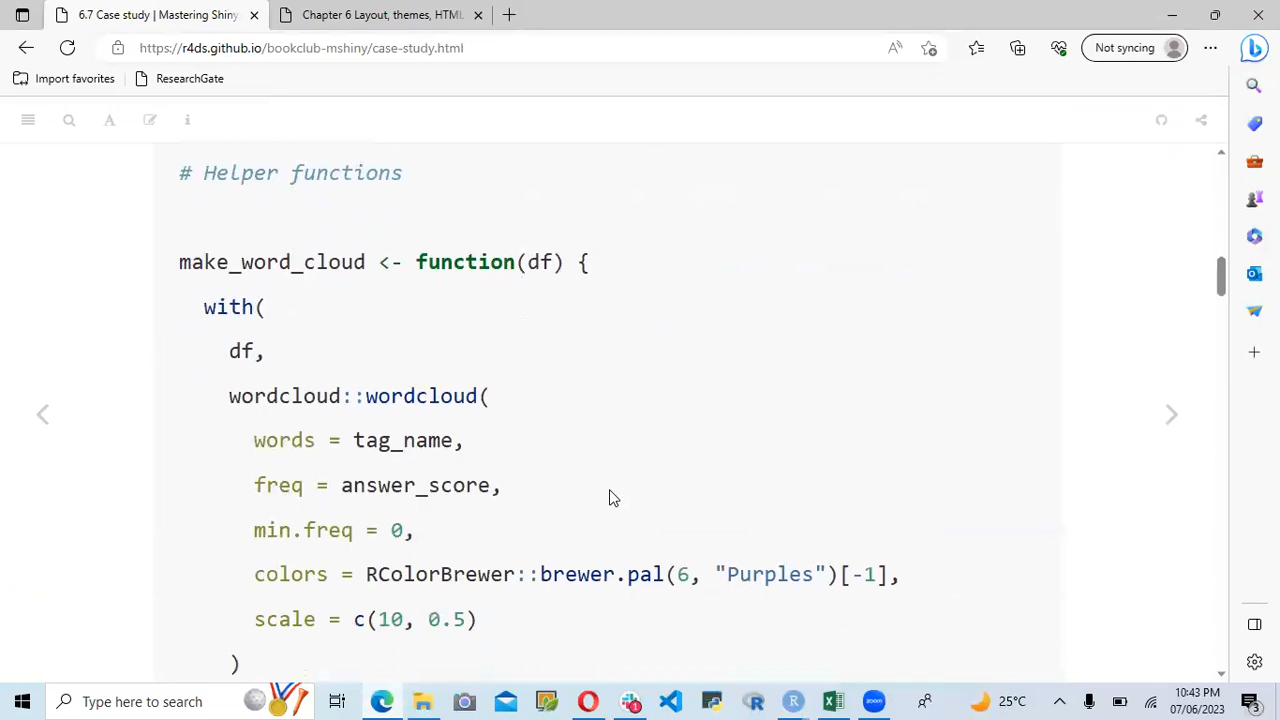 6.7 Case study | Mastering Shiny
Chapter 6 Layout, themes, HTML
https://r4ds.github.io/bookclub-mshiny/case-study.html
Not syncing
Import favorites
ResearchGate
# Helper functions
make_word_cloud <- function(df) {
with(
df,
wordcloud::wordcloud(
words = tag_name,
freq = answer_score,
min.freq = 0,
colors = RColorBrewer::brewer.pal(6, "Purples")[-1],
scale = c(10, 0.5)
)
Type here to search
25°C
10:43 PM
07/06/2023